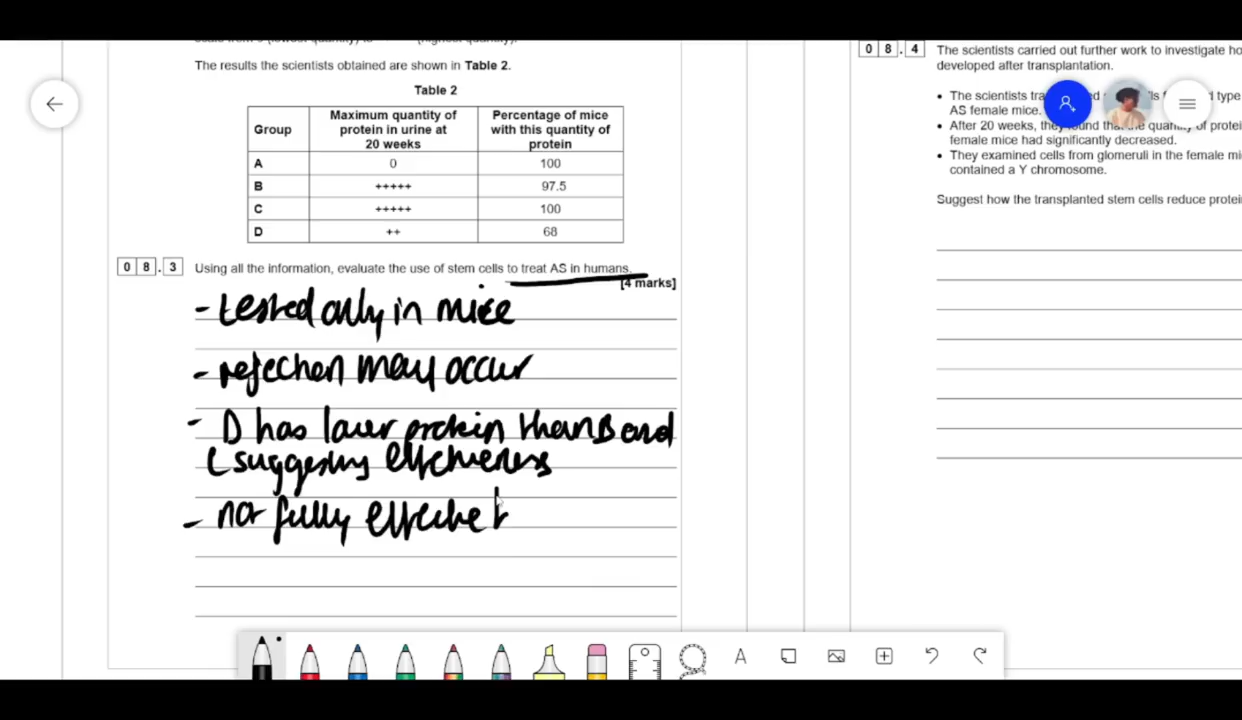 The results the scientists obtained are shown in Table 2.
Table 2
Group Maximum quantity of protein in urine at 20 weeks Percentage of mice with this quantity of protein
A 0 100
B +++++ 97.5
C +++++ 100
D ++ 68
0 8 . 3 Using all the information, evaluate the use of stem cells to treat AS in humans.
[4 marks]
- tested only in mice
- rejection may occur
- D has lower protein than B and
C suggesting effectiveness
- not fully effective
0 8 . 4 The scientists carried out further work to investigate ho
developed after transplantation.
• The scientists tra d type
AS female mice.
• After 20 weeks, they found that the quantity of protei
female mice had significantly decreased.
• They examined cells from glomeruli in the female mi
contained a Y chromosome.
Suggest how the transplanted stem cells reduce protei
A